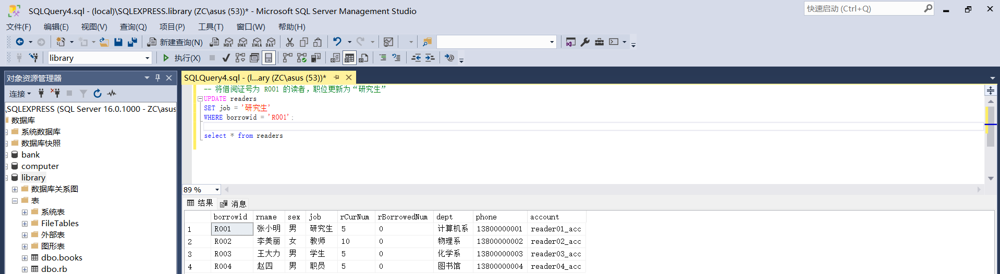 SQLQuery4.sql - (local)\SQLEXPRESS.library (ZC\asus (53))* - Microsoft SQL Server Management Studio
快速启动 (Ctrl+Q)
文件(F) 编辑(E) 视图(V) 查询(Q) 项目(P) 工具(T) 窗口(W) 帮助(H)
新建查询(N) MDX DMX XMLA DAX
library 执行(X)
对象资源管理器
SQLQuery4.sql - (l...ary (ZC\asus (53))*
连接
\SQLEXPRESS (SQL Server 16.0.1000 - ZC\asus
数据库
系统数据库
数据库快照
bank
computer
library
数据库关系图
表
系统表
FileTables
外部表
图形表
dbo.books
dbo.rb
-- 将借阅证号为 R001 的读者，职位更新为“研究生”
UPDATE readers
SET job = '研究生'
WHERE borrowid = 'R001';
select * from readers
89 %
结果 消息
borrowid rname sex job rCurNum rBorrowedNum dept phone account
1 R001 张小明 男 研究生 5 0 计算机系 13800000001 reader01_acc
2 R002 李美丽 女 教师 10 0 物理系 13800000002 reader02_acc
3 R003 王大力 男 学生 5 0 化学系 13800000003 reader03_acc
4 R004 赵四 男 职员 5 0 图书馆 13800000004 reader04_acc